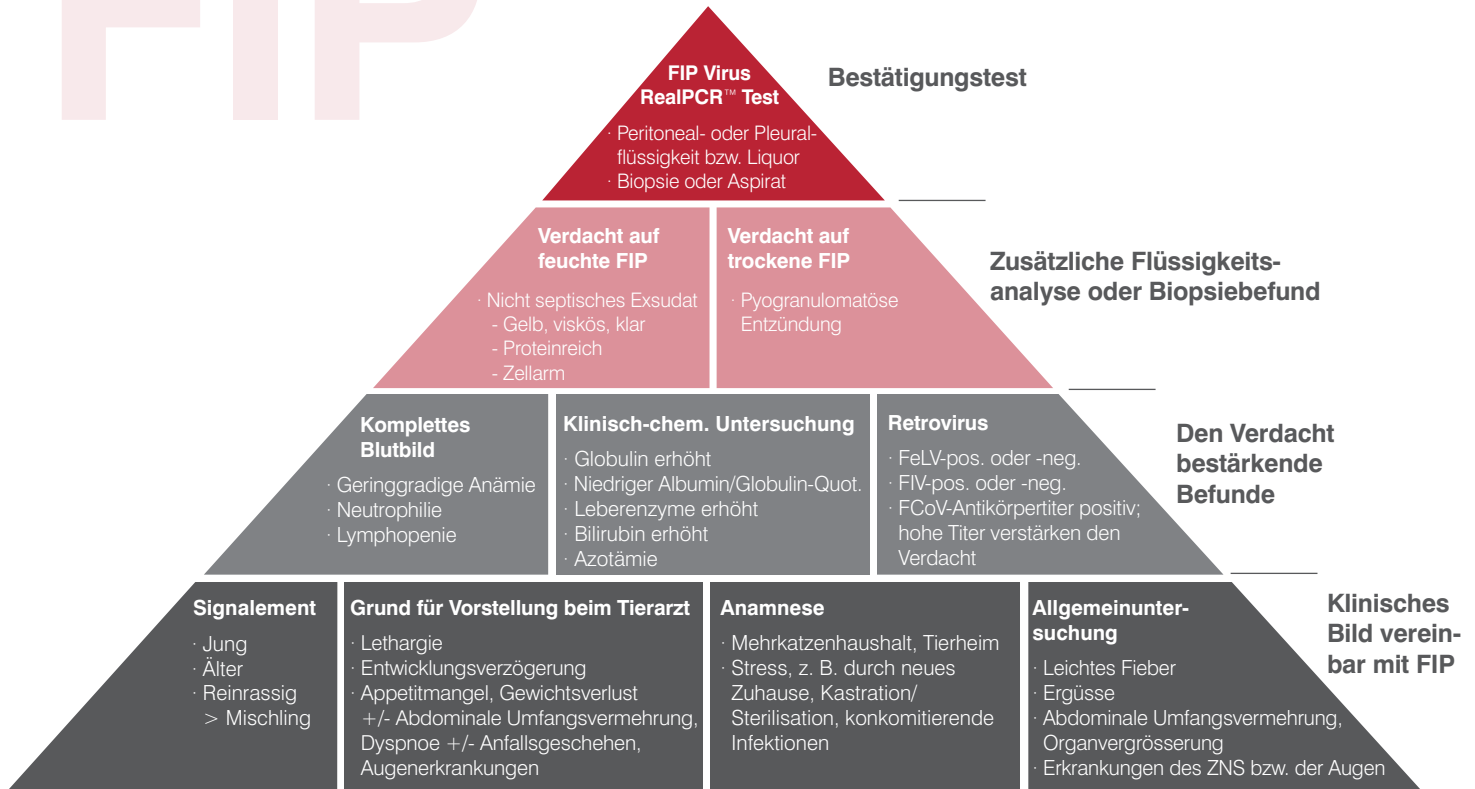 FIP
FIP Virus
RealPCR™ Test
· Peritoneal- oder Pleural-
flüssigkeit bzw. Liquor
· Biopsie oder Aspirat
Bestätigungstest
Verdacht auf
feuchte FIP
· Nicht septisches Exsudat
- Gelb, viskös, klar
- Proteinreich
- Zellarm
Verdacht auf
trockene FIP
· Pyogranulomatöse
Entzündung
Zusätzliche Flüssigkeits-
analyse oder Biopsiebefund
Komplettes
Blutbild
· Geringgradige Anämie
· Neutrophilie
· Lymphopenie
Klinisch-chem. Untersuchung
· Globulin erhöht
· Niedriger Albumin/Globulin-Quot.
· Leberenzyme erhöht
· Bilirubin erhöht
· Azotämie
Retrovirus
· FeLV-pos. oder -neg.
· FIV-pos. oder -neg.
· FCoV-Antikörpertiter positiv;
hohe Titer verstärken den
Verdacht
Den Verdacht
bestärkende
Befunde
Signalement
· Jung
· Älter
· Reinrassig
> Mischling
Grund für Vorstellung beim Tierarzt
· Lethargie
· Entwicklungsverzögerung
· Appetitmangel, Gewichtsverlust
+/- Abdominale Umfangsvermehrung,
Dyspnoe +/- Anfallsgeschehen,
Augenerkrankungen
Anamnese
· Mehrkatzenhaushalt, Tierheim
· Stress, z. B. durch neues
Zuhause, Kastration/
Sterilisation, konkomitierende
Infektionen
Allgemeinunter-
suchung
· Leichtes Fieber
· Ergüsse
· Abdominale Umfangsvermehrung,
Organvergrösserung
· Erkrankungen des ZNS bzw. der Augen
Klinisches
Bild verein-
bar mit FIP